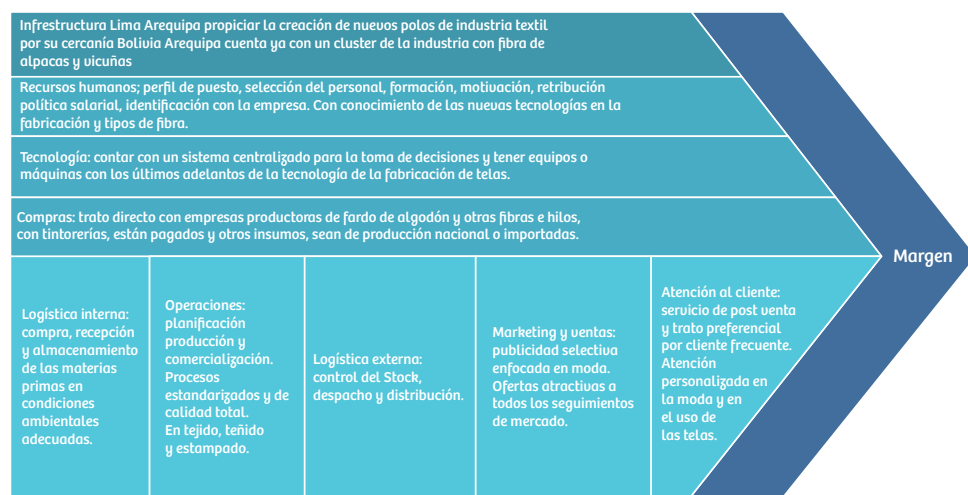 Infrestructura Lima Arequipa propiciar la creación de nuevos polos de industria textil
por su cercanía Bolivia Arequipa cuenta ya con un cluster de la industria con fibra de
alpacas y vicuñas
Recursos humanos; perfil de puesto, selección del personal, formación, motivación, retribución
política salarial, identificación con la empresa. Con conocimiento de las nuevas tecnologías en la
fabricación y tipos de fibra.
Tecnología: contar con un sistema centralizado para la toma de decisiones y tener equipos o
máquinas con los últimos adelantos de la tecnología de la fabricación de telas.
Compras: trato directo con empresas productoras de fardo de algodón y otras fibras e hilos,
con tintorerías, están pagados y otros insumos, sean de producción nacional o importadas.
Margen
Logística interna:
compra, recepción
y almacenamiento
de las materias
primas en
condiciones
ambientales
adecuadas.
Operaciones:
planificación
producción y
comercialización.
Procesos
estandarizados y de
calidad total.
En tejido, teñido
y estampado.
Logística externa:
control del Stock,
despacho y distribución.
Marketing y ventas:
publicidad selectiva
enfocada en moda.
Ofertas atractivas a
todos los seguimientos
de mercado.
Atención al cliente:
servicio de post venta
y trato preferencial
por cliente frecuente.
Atención
personalizada en
la moda y en
el uso de
las telas.